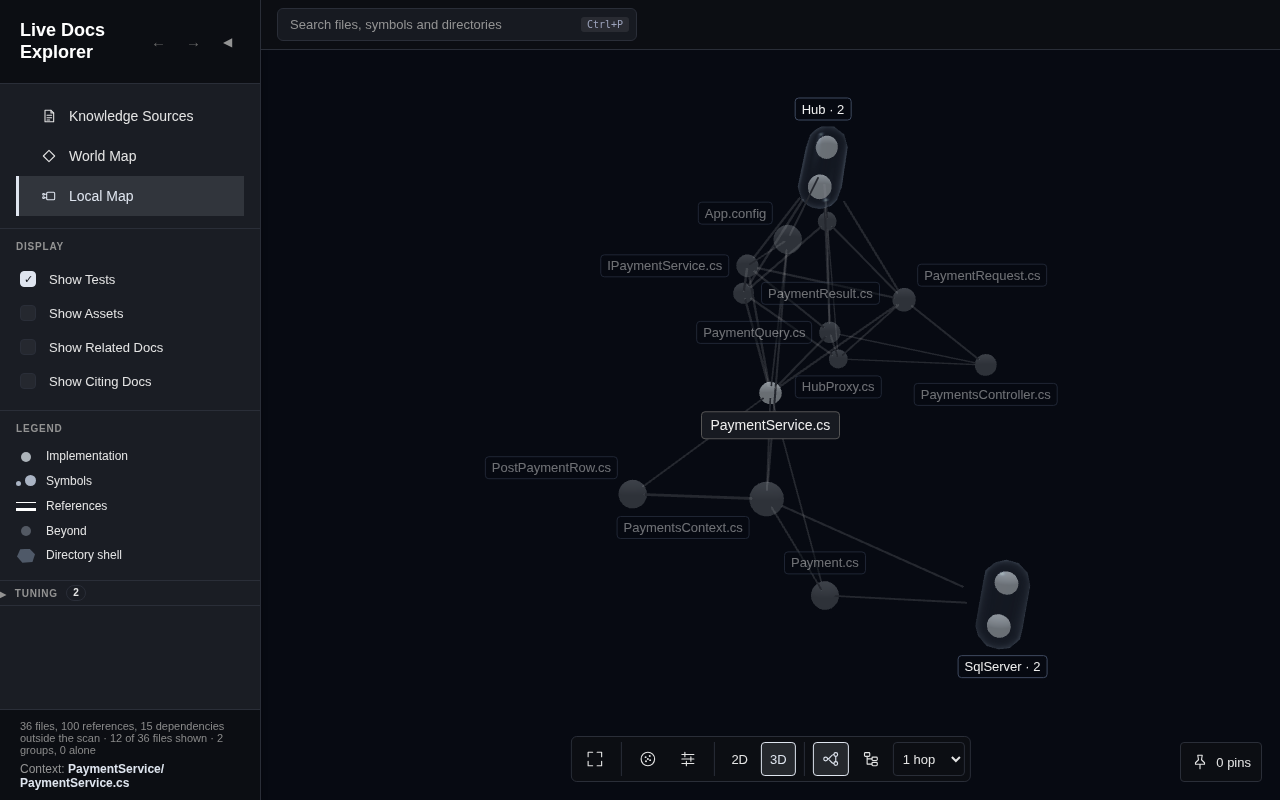 Live Docs
Explorer
← → ◀
Search files, symbols and directories
Ctrl+P
Knowledge Sources
World Map
Local Map
DISPLAY
Show Tests
Show Assets
Show Related Docs
Show Citing Docs
LEGEND
Implementation
Symbols
References
Beyond
Directory shell
TUNING 2
36 files, 100 references, 15 dependencies
outside the scan · 12 of 36 files shown · 2
groups, 0 alone
Context: PaymentService/
PaymentService.cs
Hub · 2
App.config
IPaymentService.cs
PaymentRequest.cs
PaymentResult.cs
PaymentQuery.cs
HubProxy.cs
PaymentsController.cs
PaymentService.cs
PostPaymentRow.cs
PaymentsContext.cs
Payment.cs
SqlServer · 2
2D
3D
1 hop
0 pins